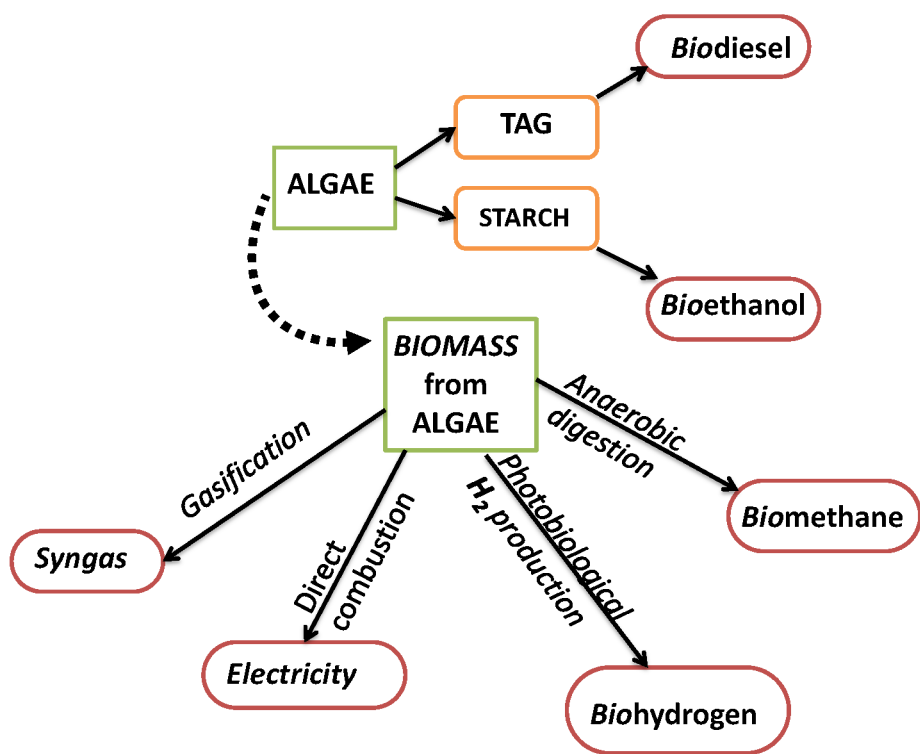 Biodiesel
TAG
ALGAE
STARCH
Bioethanol
BIOMASS
from
ALGAE
Anaerobic
digestion
Gasification
Photobiological
H₂ production
Direct
combustion
Biomethane
Syngas
Electricity
Biohydrogen